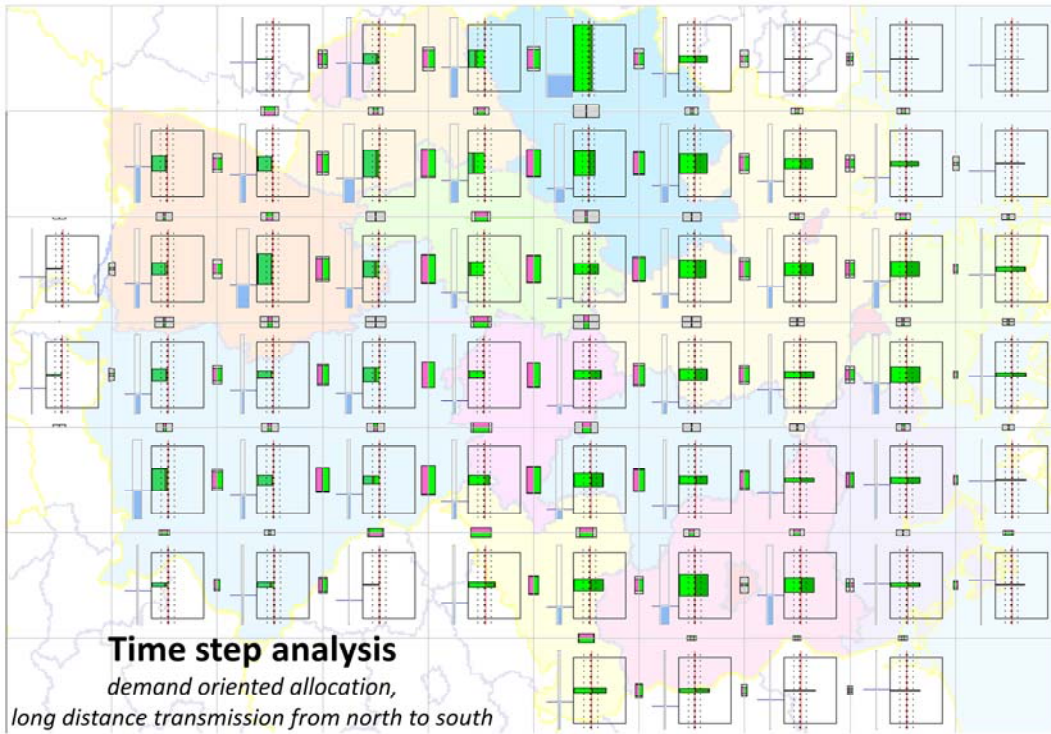 Time step analysis
demand oriented allocation,
long distance transmission from north to south